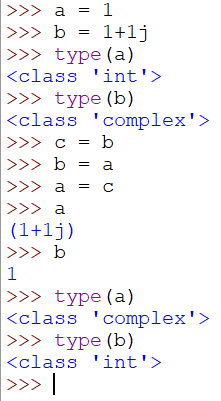 >>> a = 1
>>> b = 1+1j
>>> type(a)
<class 'int'>
>>> type(b)
<class 'complex'>
>>> c = b
>>> b = a
>>> a = c
>>> a
(1+1j)
>>> b
1
>>> type(a)
<class 'complex'>
>>> type(b)
<class 'int'>
>>>